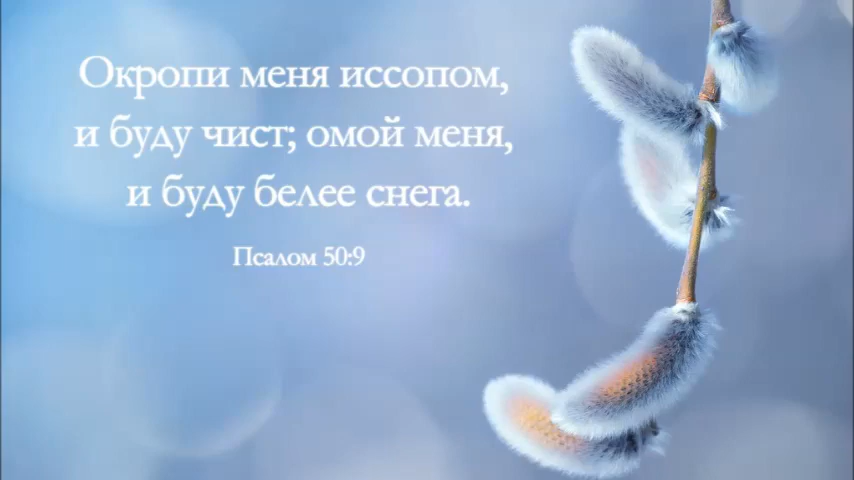 Окропи меня иссопом,
и буду чист; омой меня,
и буду белее снега.
Псалом 50:9